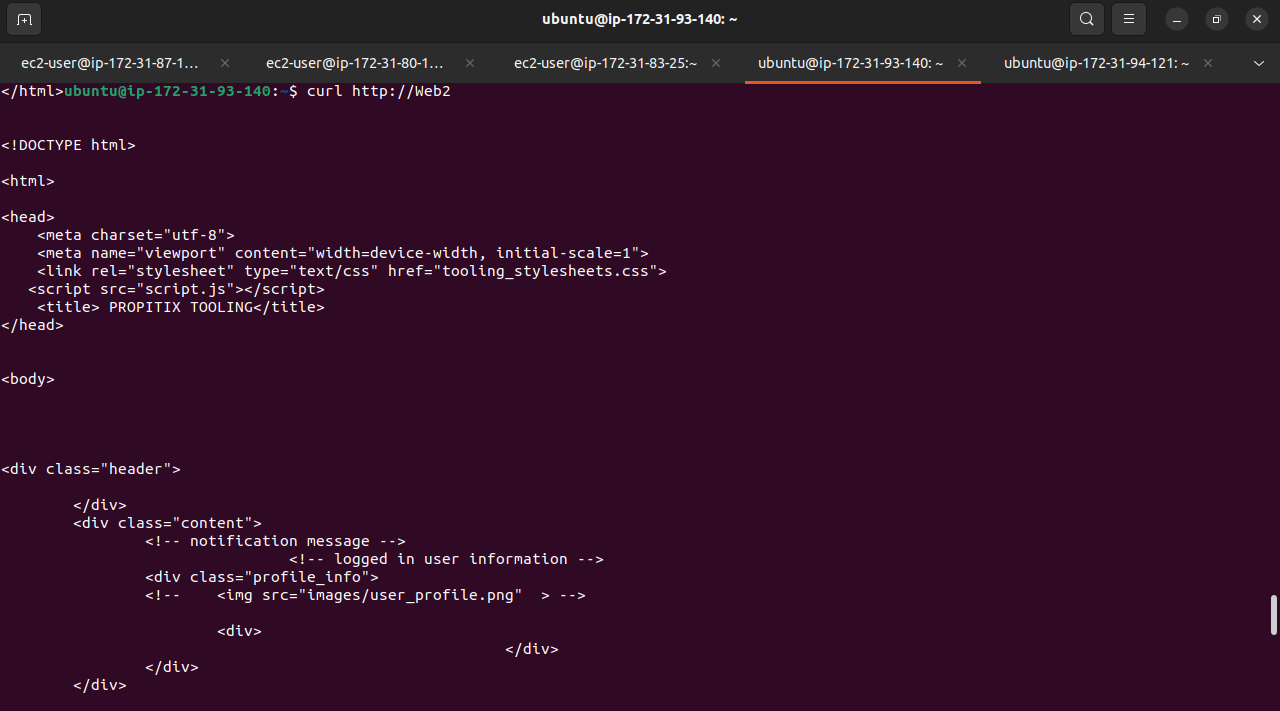 ubuntu@ip-172-31-93-140: ~
ec2-user@ip-172-31-87-1… ec2-user@ip-172-31-80-1… ec2-user@ip-172-31-83-25:~ ubuntu@ip-172-31-93-140: ~ ubuntu@ip-172-31-94-121: ~
</html>ubuntu@ip-172-31-93-140:~$ curl http://Web2
<!DOCTYPE html>
<html>
<head>
    <meta charset="utf-8">
    <meta name="viewport" content="width=device-width, initial-scale=1">
    <link rel="stylesheet" type="text/css" href="tooling_stylesheets.css">
   <script src="script.js"></script>
    <title> PROPITIX TOOLING</title>
</head>
<body>
<div class="header">
        </div>
        <div class="content">
                <!-- notification message -->
                                <!-- logged in user information -->
                <div class="profile_info">
                <!--    <img src="images/user_profile.png"  > -->
                        <div>
                                                        </div>
                </div>
        </div>